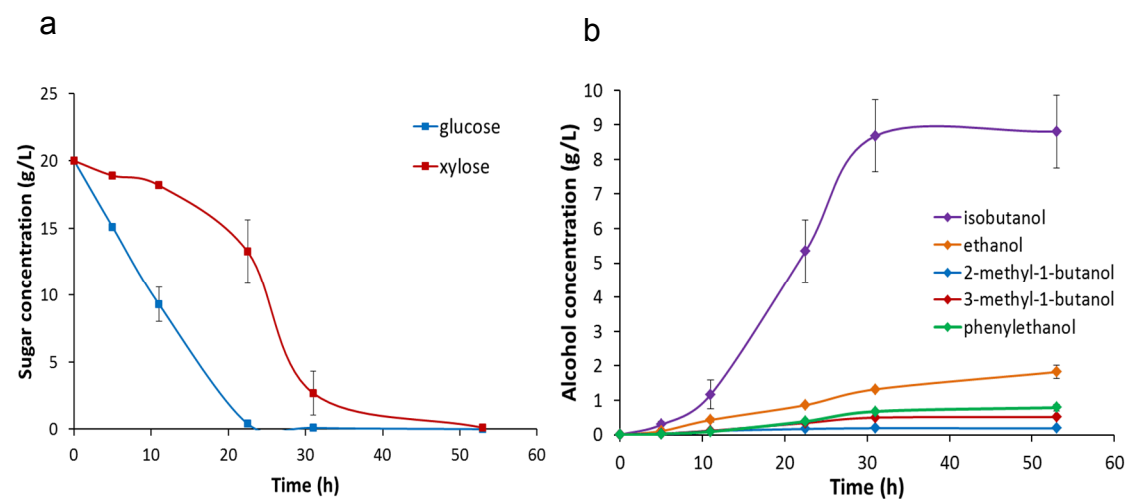 a
Sugar concentration (g/L)
25
20
15
10
5
0
0 10 20 30 40 50 60
Time (h)
glucose
xylose
b
Alcohol concentration (g/L)
10
9
8
7
6
5
4
3
2
1
0
0 10 20 30 40 50 60
Time (h)
isobutanol
ethanol
2-methyl-1-butanol
3-methyl-1-butanol
phenylethanol